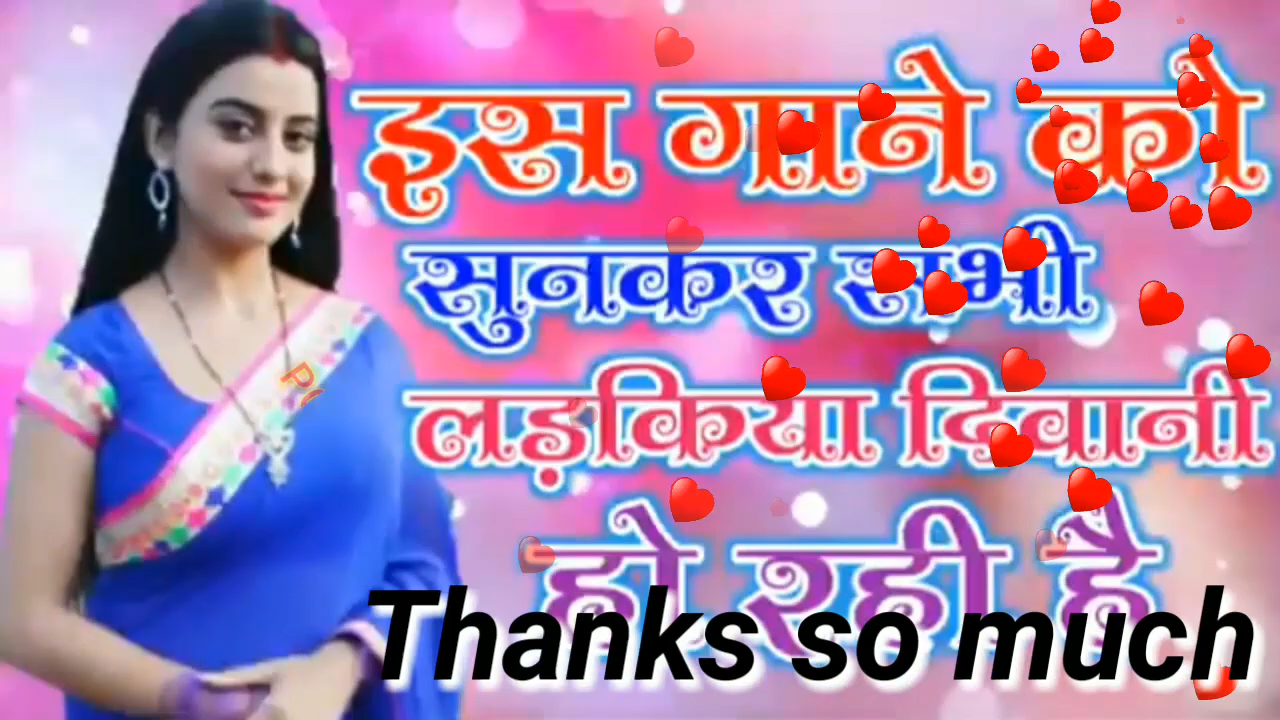 इस गाने को
सुनकर सभी
लड़किया दिवानी
हो रही है
Thanks so much